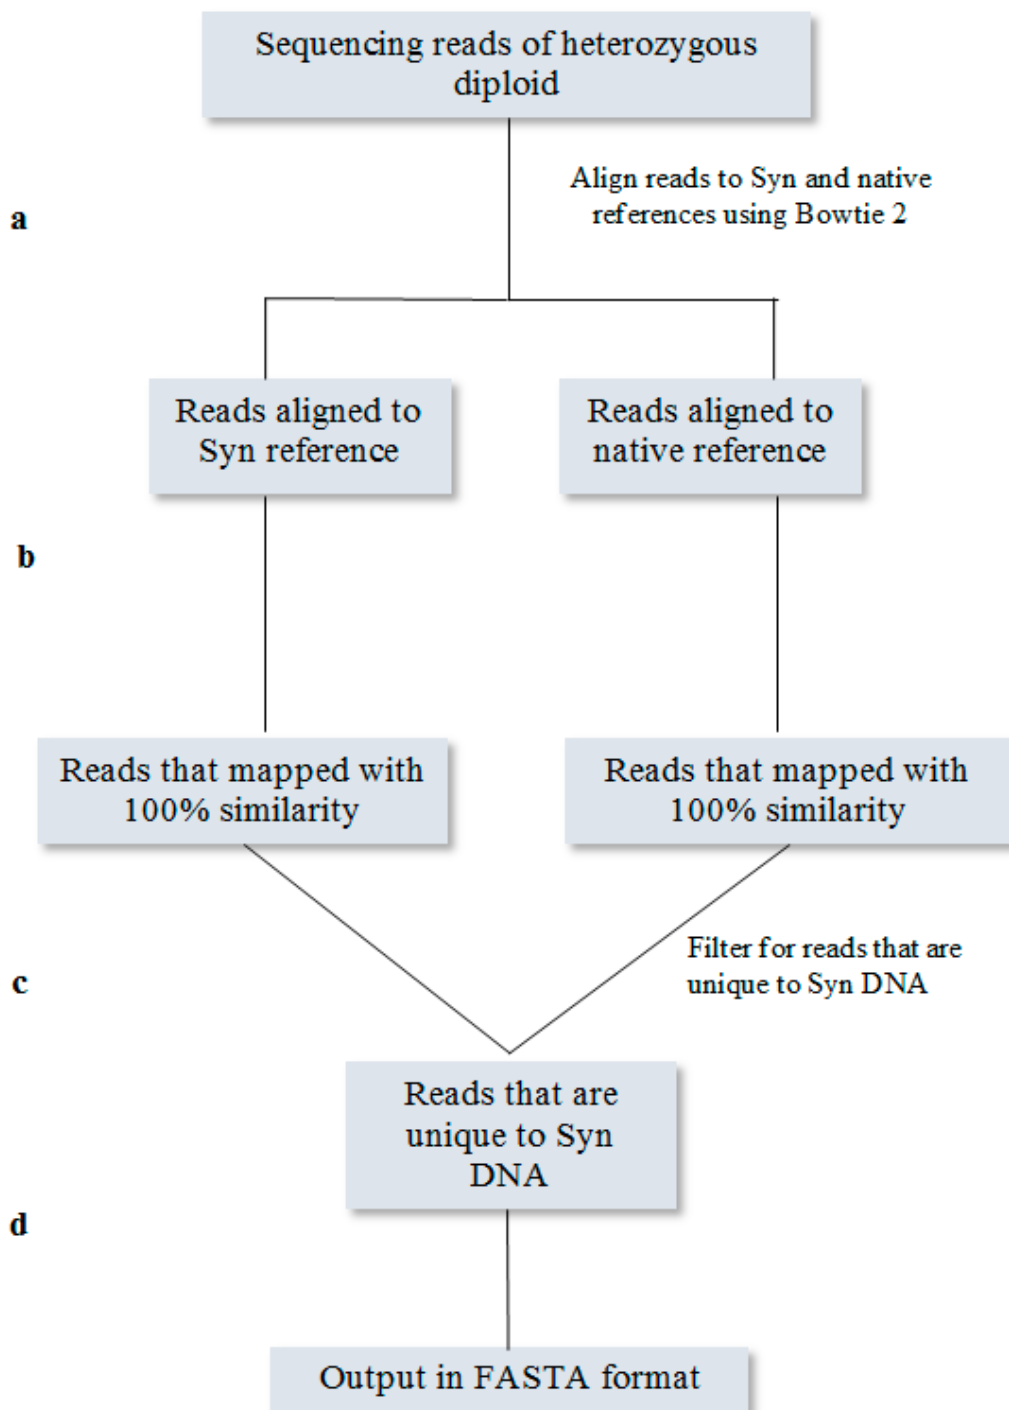 Sequencing reads of heterozygous
diploid
Align reads to Syn and native
references using Bowtie 2
a
Reads aligned to
Syn reference
Reads aligned to
native reference
b
Reads that mapped with
100% similarity
Reads that mapped with
100% similarity
Filter for reads that are
unique to Syn DNA
c
Reads that are
unique to Syn
DNA
d
Output in FASTA format